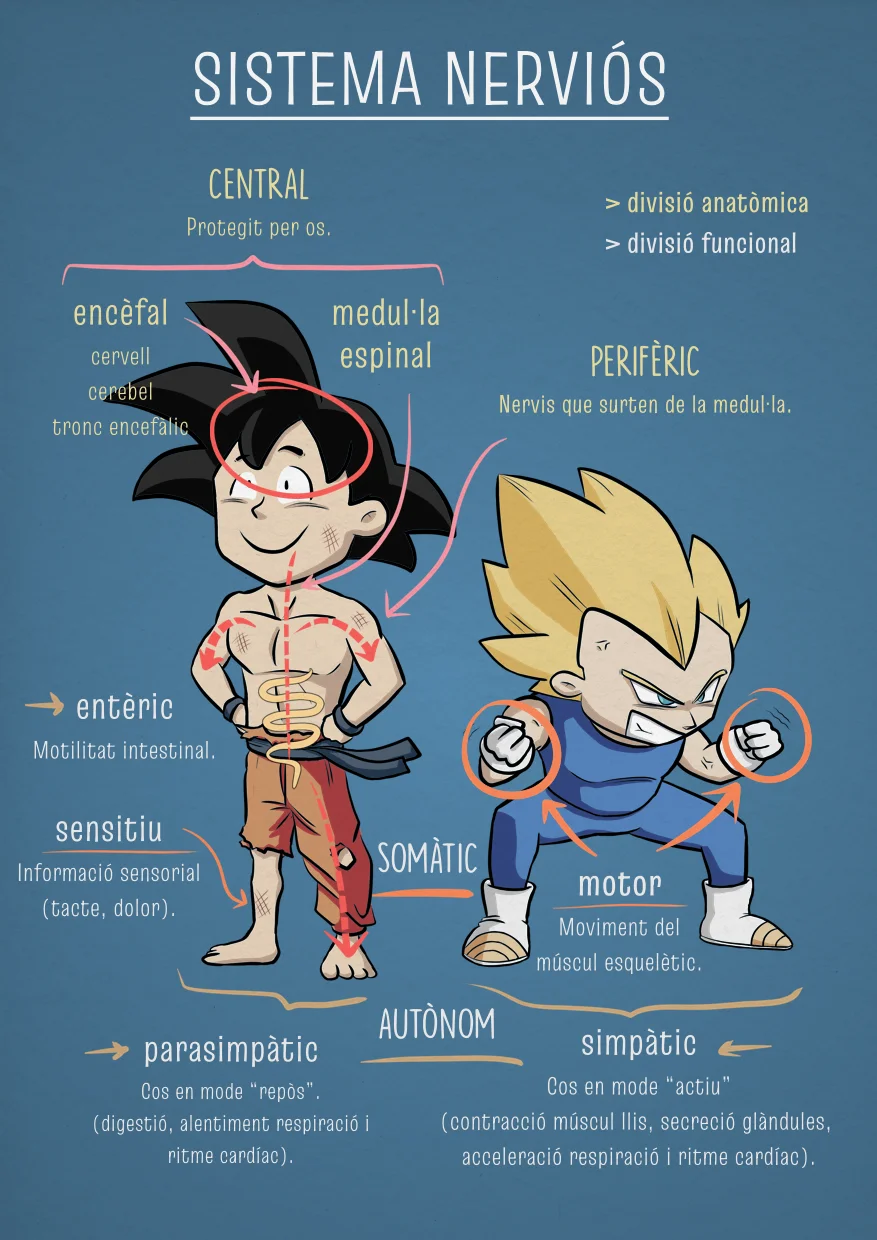 SISTEMA NERVIÓS
CENTRAL
Protegit per os.
> divisió anatòmica
> divisió funcional
encèfal
cervell
cerebel
tronc encefàlic
medul·la
espinal
PERIFÈRIC
Nervis que surten de la medul·la.
entèric
Motilitat intestinal.
sensitiu
Informació sensorial
(tacte, dolor).
SOMÀTIC
motor
Moviment del
múscul esquelètic.
AUTÒNOM
parasimpàtic
Cos en mode “repòs”.
(digestió, alentiment respiració i
ritme cardíac).
simpàtic
Cos en mode “actiu”
(contracció múscul llis, secreció glàndules,
acceleració respiració i ritme cardíac).